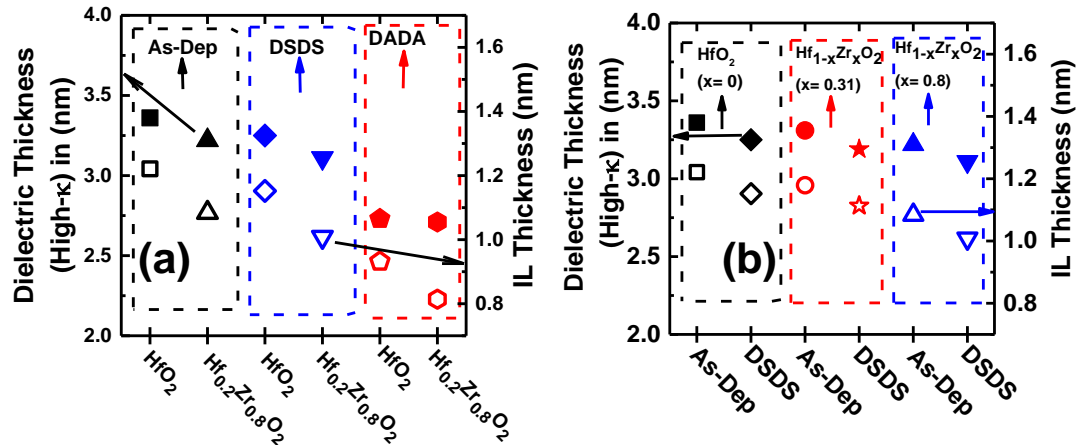 Dielectric Thickness
(High-κ) in (nm)
4.0
3.5
3.0
2.5
2.0
As-Dep
DSDS
DADA
(a)
1.6
1.4
1.2
1.0
0.8
IL Thickness in (nm)
HfO2
Hf0.2Zr0.8O2
HfO2
Hf0.2Zr0.8O2
HfO2
Hf0.2Zr0.8O2
Dielectric Thickness
(High-κ) in (nm)
4.0
3.5
3.0
2.5
2.0
HfO2
(x= 0)
Hf1-xZrxO2
(x= 0.31)
Hf1-xZrxO2
(x= 0.8)
(b)
1.6
1.4
1.2
1.0
0.8
IL Thickness in (nm)
As-Dep
DSDS
As-Dep
DSDS
As-Dep
DSDS